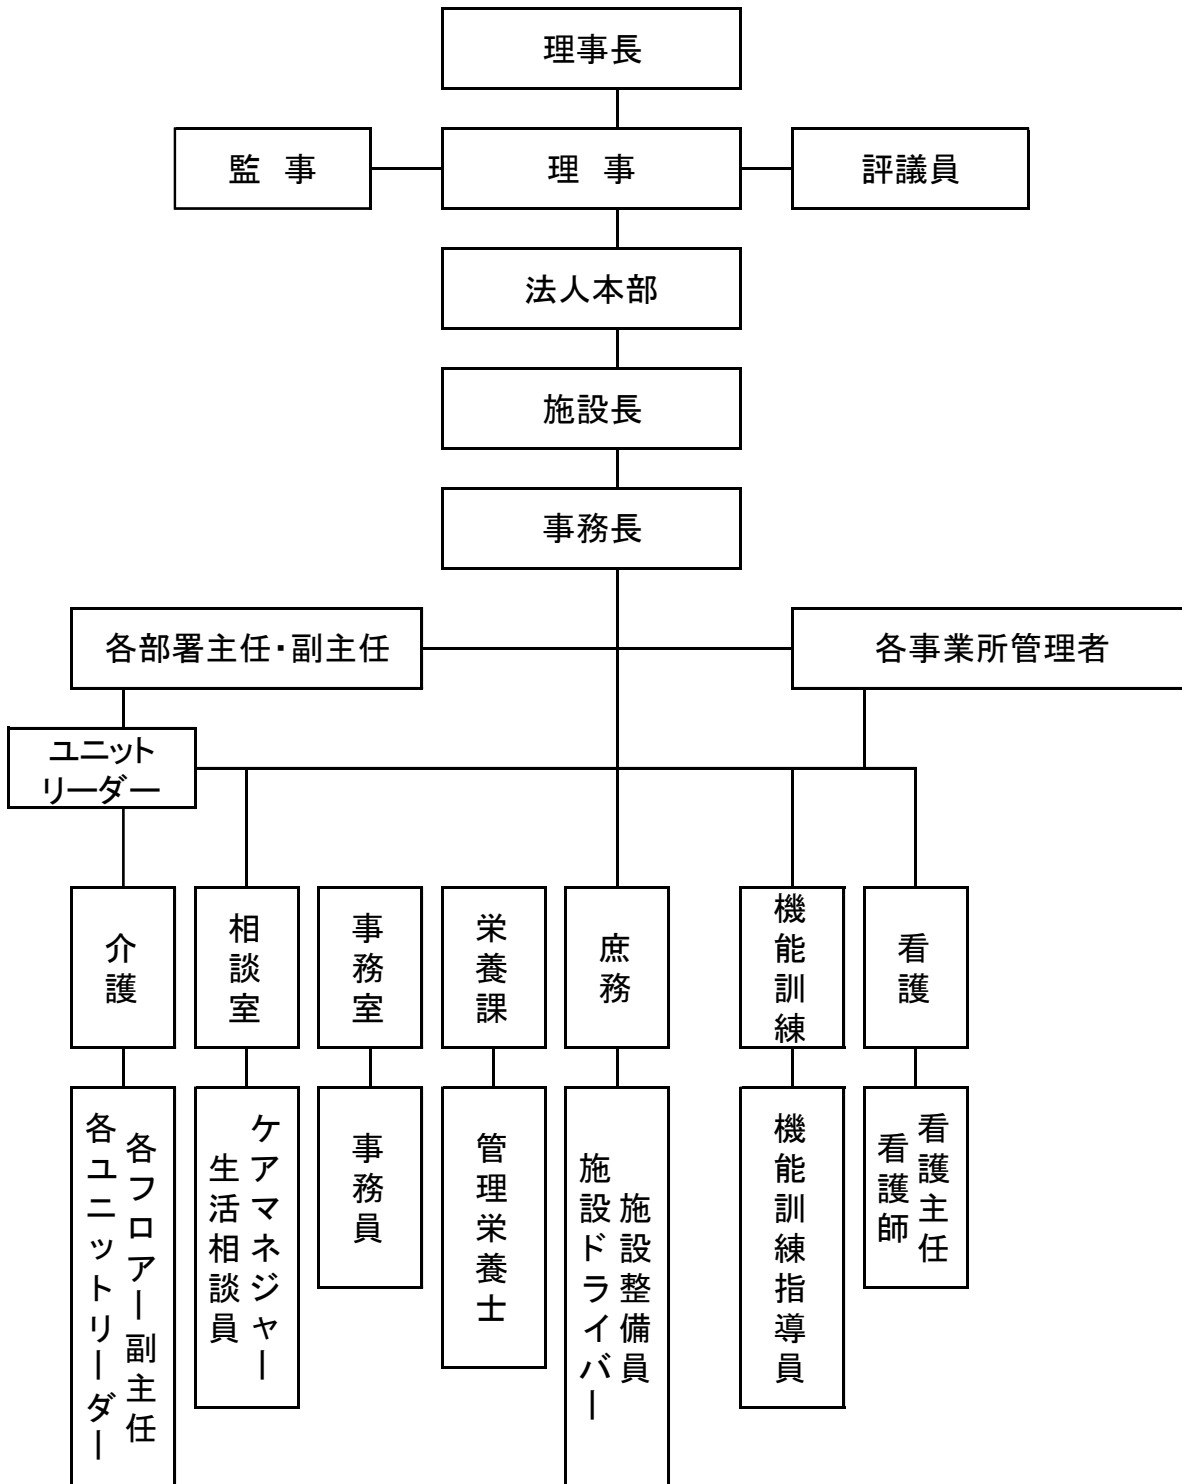 理事長
監　事
理　事
評議員
法人本部
施設長
事務長
各部署主任・副主任
各事業所管理者
ユニット
リーダー
介護
相談室
事務室
栄養課
庶務
機能訓練
看護
各フロアー副主任
各ユニットリーダー
ケアマネジャー
生活相談員
事務員
管理栄養士
施設整備員
施設ドライバー
機能訓練指導員
看護主任
看護師